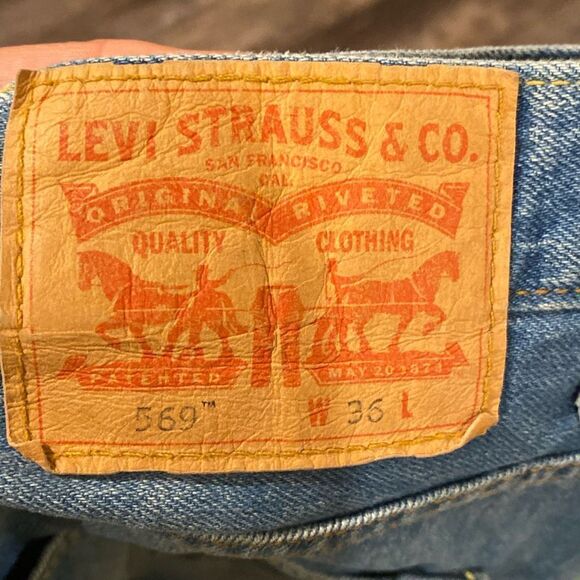 LEVI STRAUSS & CO.
SAN FRANCISCO
CAL.
ORIGINAL RIVETED
QUALITY CLOTHING
PATENTED MAY 20 1873
569™ W 36 L